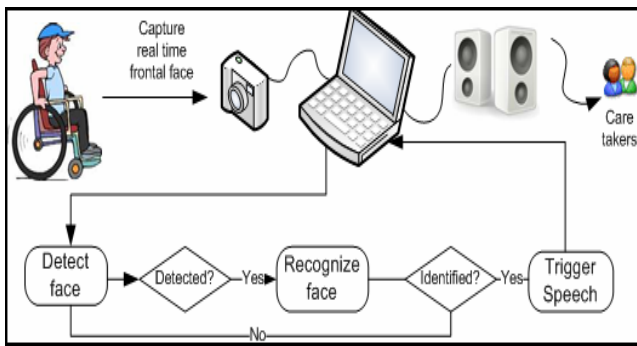 Capture
real time
frontal face
Care
takers
Detect
face
Detected?
Yes
Recognize
face
Identified?
Yes
Trigger
Speech
No